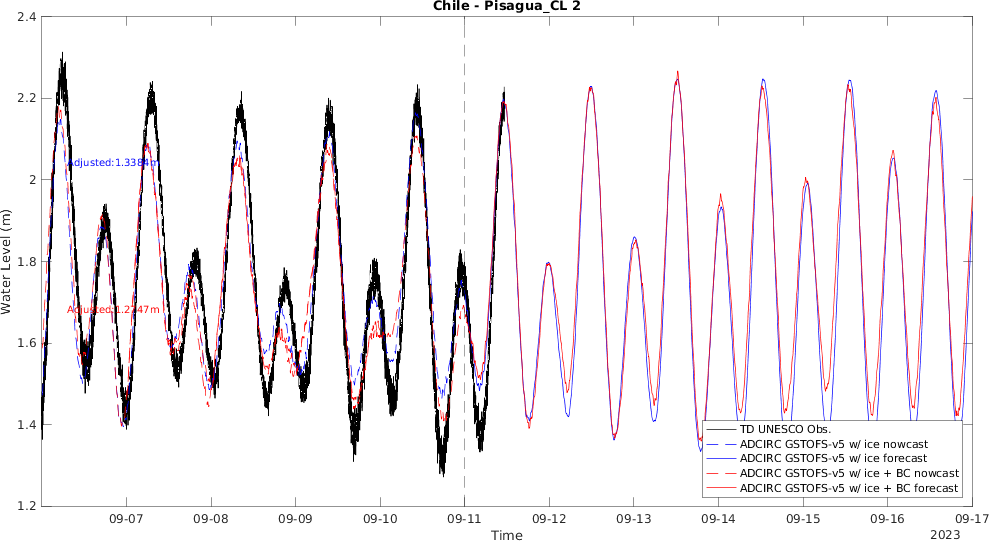 Chile - Pisagua_CL 2
2.4
2.2
2
1.8
1.6
1.4
1.2
Water Level (m)
Adjusted:1.3384m
Adjusted:1.2747m
TD UNESCO Obs.
ADCIRC GSTOFS-v5 w/ ice nowcast
ADCIRC GSTOFS-v5 w/ ice forecast
ADCIRC GSTOFS-v5 w/ ice + BC nowcast
ADCIRC GSTOFS-v5 w/ ice + BC forecast
09-07 09-08 09-09 09-10 09-11 09-12 09-13 09-14 09-15 09-16 09-17
Time
2023